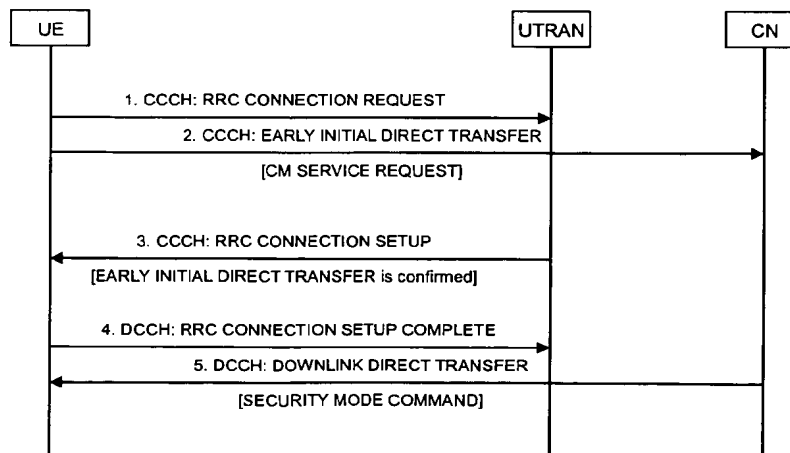 UE
UTRAN
CN
1. CCCH: RRC CONNECTION REQUEST
2. CCCH: EARLY INITIAL DIRECT TRANSFER
[CM SERVICE REQUEST]
3. CCCH: RRC CONNECTION SETUP
[EARLY INITIAL DIRECT TRANSFER is confirmed]
4. DCCH: RRC CONNECTION SETUP COMPLETE
5. DCCH: DOWNLINK DIRECT TRANSFER
[SECURITY MODE COMMAND]